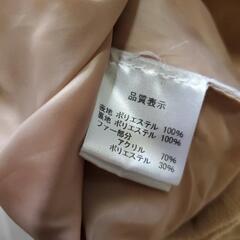 品質表示
表地 ポリエステル 100%
裏地 ポリエステル 100%
ファー部分
アクリル 70%
ポリエステル 30%